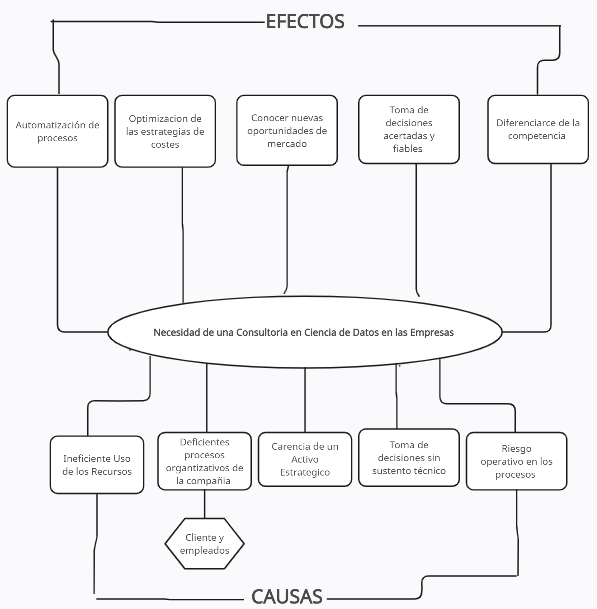 EFECTOS
Automatización de
procesos
Optimizacion de
las estrategias de
costes
Conocer nuevas
oportunidades de
mercado
Toma de
decisiones
acertadas y
fiables
Diferenciarce de la
competencia
Necesidad de una Consultoria en Ciencia de Datos en las Empresas
Ineficiente Uso
de los Recursos
Deficientes
procesos
organtizativos de
la compañia
Carencia de un
Activo
Estrategico
Toma de
decisiones sin
sustento técnico
Riesgo
operativo en los
procesos
Cliente y
empleados
CAUSAS